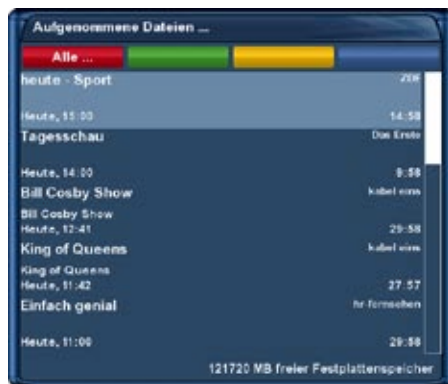 Aufgenommene Dateien ...
Alle ...
heute - Sport ZDF
Heute, 15:00 14:58
Tagesschau Das Erste
Heute, 14:00 9:58
Bill Cosby Show kabel eins
Bill Cosby Show
Heute, 12:41 29:58
King of Queens kabel eins
King of Queens
Heute, 11:42 27:57
Einfach genial hr-fernsehen
Heute, 11:00 29:58
121720 MB freier Festplattenspeicher